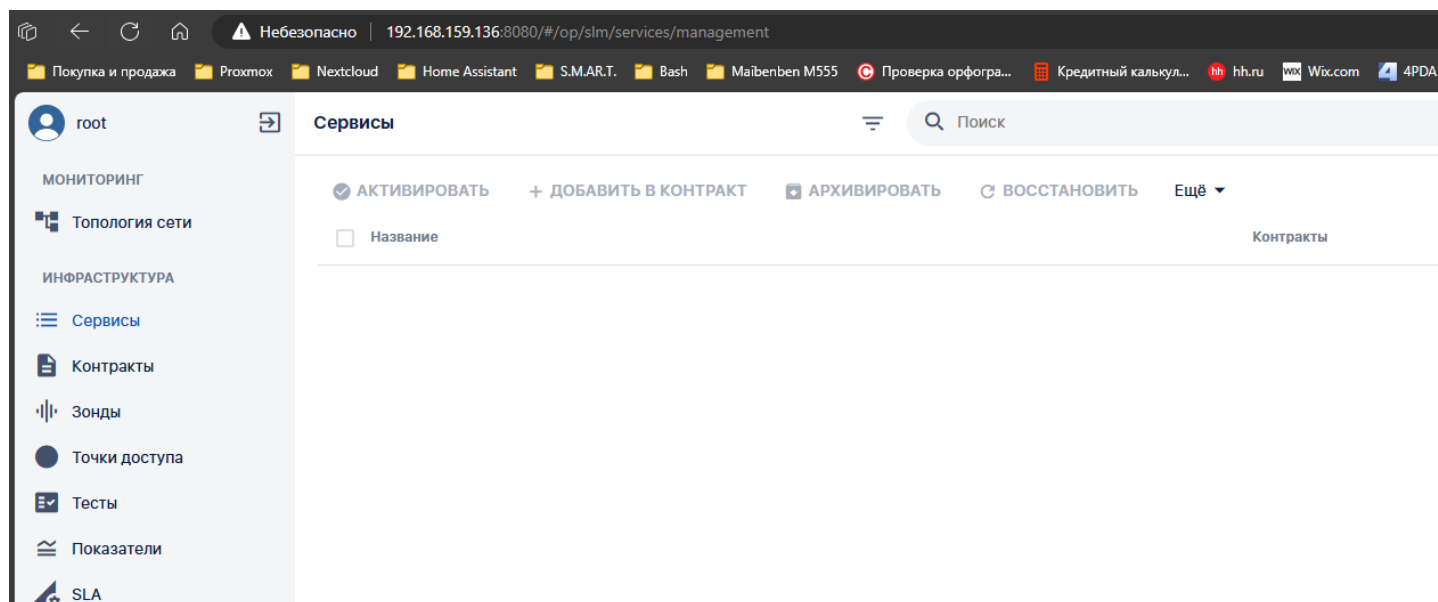 Небезопасно 192.168.159.136:8080/#/op/slm/services/management
Покупка и продажа Proxmox Nextcloud Home Assistant S.M.AR.T. Bash Maibenben M555 Проверка орфогра... Кредитный калькул... hh hh.ru WIX Wix.com 4PDA
root
Сервисы
Поиск
МОНИТОРИНГ
Топология сети
ИНФРАСТРУКТУРА
Сервисы
Контракты
Зонды
Точки доступа
Тесты
Показатели
SLA
АКТИВИРОВАТЬ + ДОБАВИТЬ В КОНТРАКТ АРХИВИРОВАТЬ ВОССТАНОВИТЬ Ещё
Название Контракты